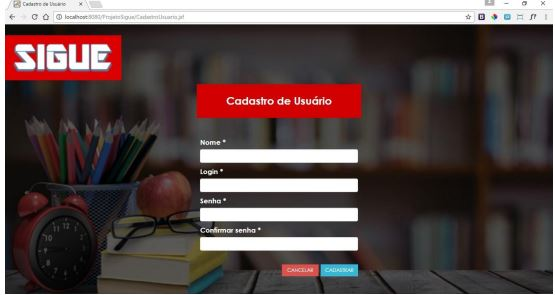 Cadastro de Usuário
localhost:8080/ProjetoSigue/CadastroUsuario.jsf
SIGUE
Cadastro de Usuário
Nome *
Login *
Senha *
Confirmar senha *
CANCELAR CADASTRAR